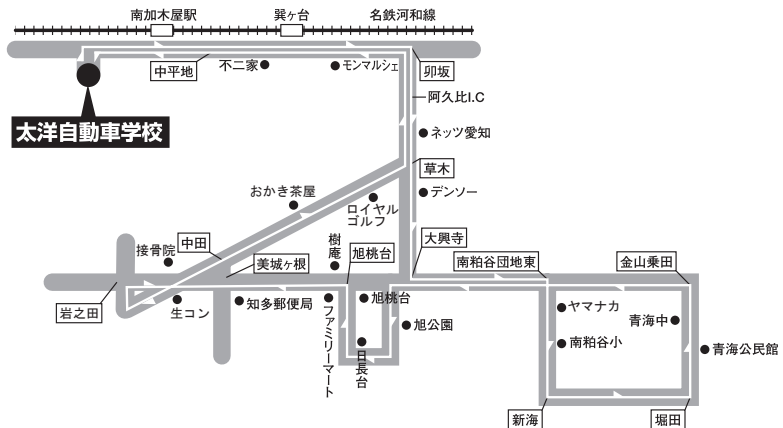 南加木屋駅
巽ヶ台
名鉄河和線
中平地
不二家
モンマルシェ
卯坂
阿久比I.C
太洋自動車学校
ネッツ愛知
草木
デンソー
おかき茶屋
ロイヤル
ゴルフ
接骨院
中田
樹庵
大興寺
美城ヶ根
旭桃台
南粕谷団地東
金山乗田
岩之田
生コン
知多郵便局
ファミリーマート
旭桃台
旭公園
日長台
ヤマナカ
青海中
南粕谷小
青海公民館
新海
堀田